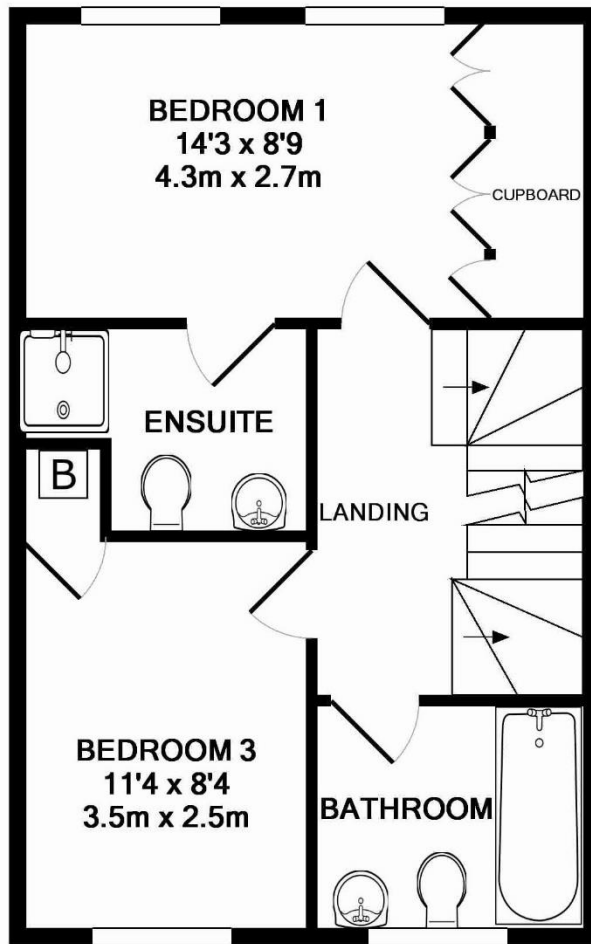 BEDROOM 1
14'3 x 8'9
4.3m x 2.7m
CUPBOARD
ENSUITE
B
LANDING
BEDROOM 3
11'4 x 8'4
3.5m x 2.5m
BATHROOM